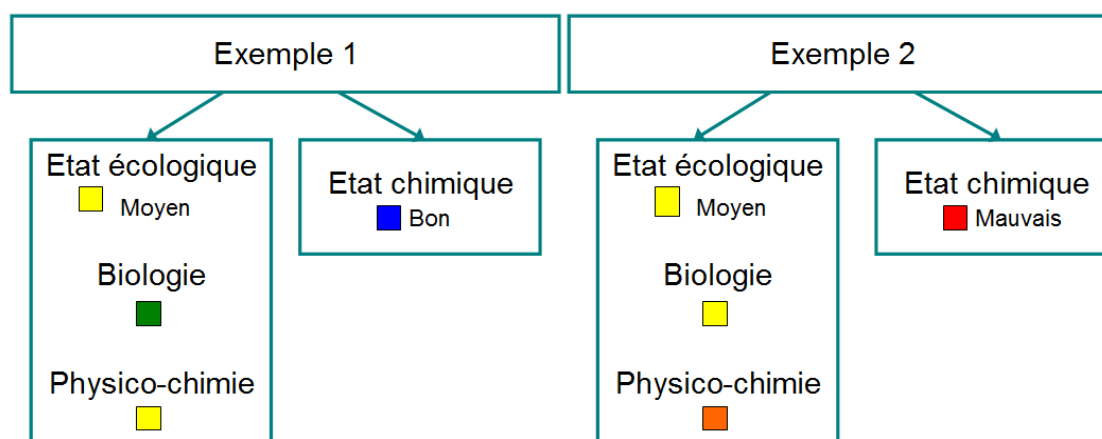 Exemple 1
Etat écologique
Moyen
Biologie
Physico-chimie
Etat chimique
Bon
Exemple 2
Etat écologique
Moyen
Biologie
Physico-chimie
Etat chimique
Mauvais